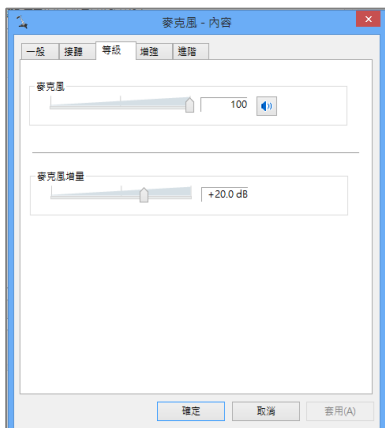 麥克風 - 內容
一般 接聽 等級 增強 進階
麥克風
100
麥克風增量
+20.0 dB
確定 取消 套用(A)